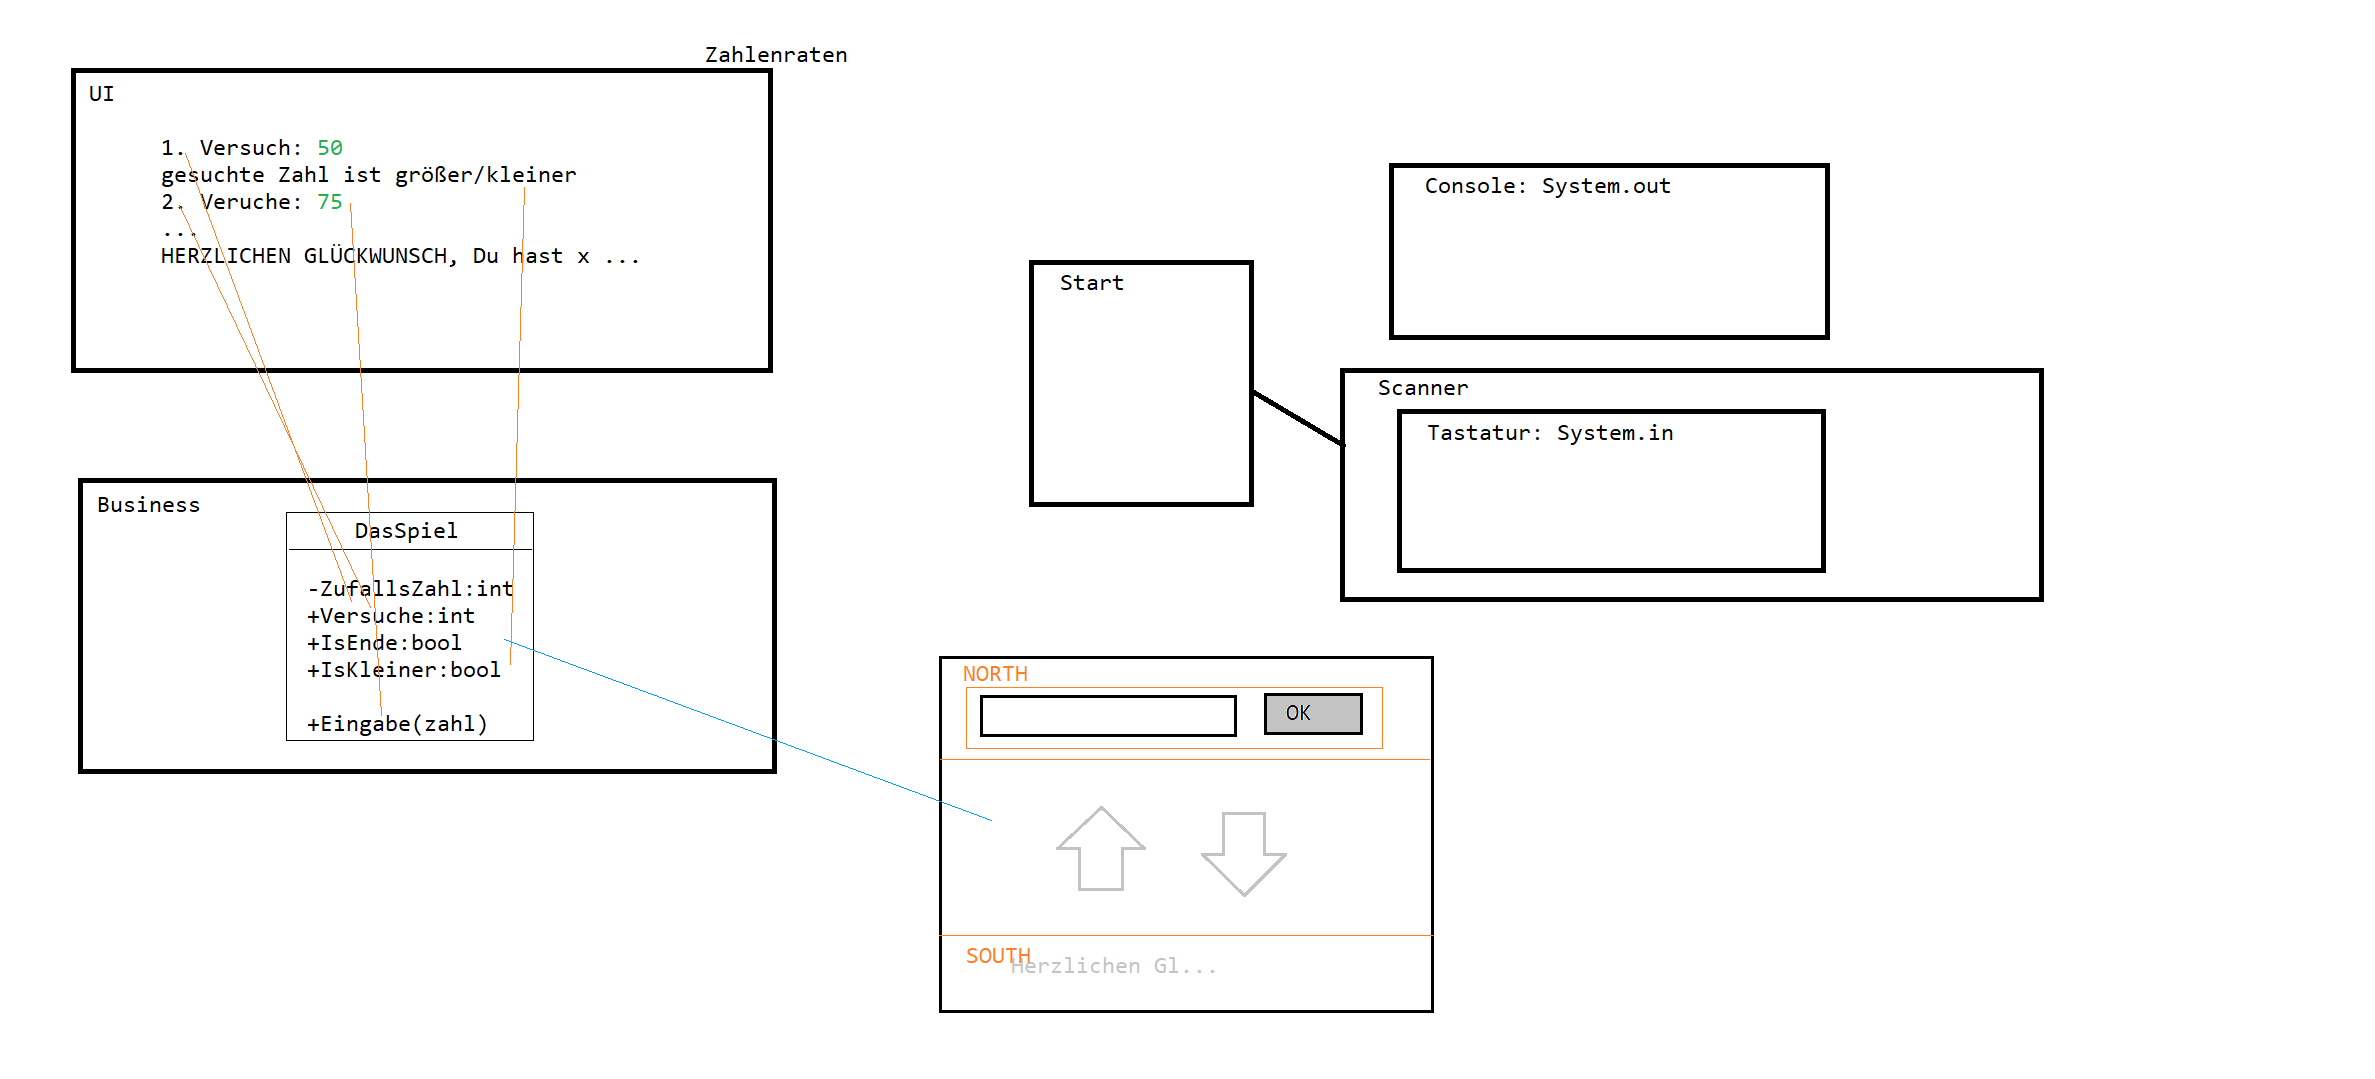 Zahlenraten
UI
1. Versuch: 50
gesuchte Zahl ist größer/kleiner
2. Veruche: 75
...
HERZLICHEN GLÜCKWUNSCH, Du hast x ...
Business
DasSpiel
-ZufallsZahl:int
+Versuche:int
+IsEnde:bool
+IsKleiner:bool
+Eingabe(zahl)
Start
Console: System.out
Scanner
Tastatur: System.in
NORTH
OK
SOUTH
Herzlichen Gl...